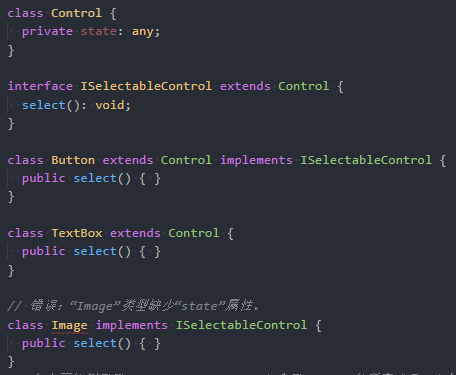 class Control {
private state: any;
}
interface ISelectableControl extends Control {
select(): void;
}
class Button extends Control implements ISelectableControl {
public select() { }
}
class TextBox extends Control {
public select() { }
}
// 错误：“Image”类型缺少“state”属性。
class Image implements ISelectableControl {
public select() { }
}